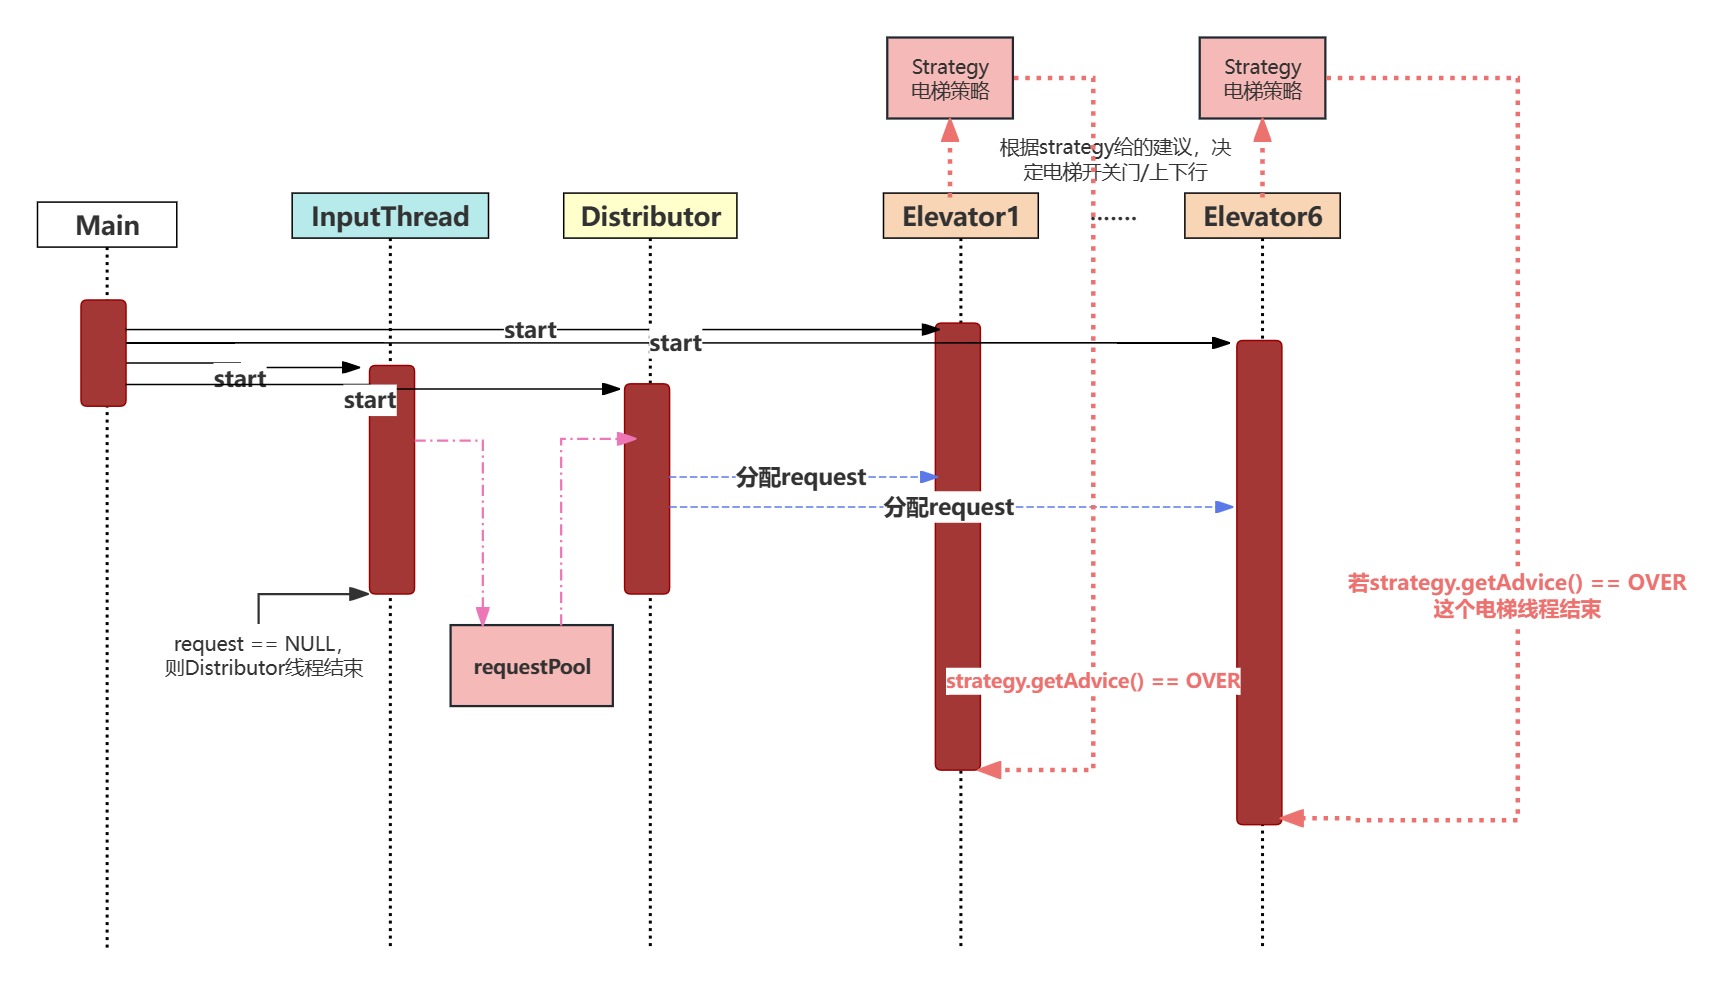 Strategy
电梯策略
Strategy
电梯策略
根据strategy给的建议，决
定电梯开关门/上下行
Main
InputThread
Distributor
Elevator1
.......
Elevator6
start
start
start
start
分配request
分配request
若strategy.getAdvice() == OVER
这个电梯线程结束
request == NULL，
则Distributor线程结束
requestPool
strategy.getAdvice() == OVER